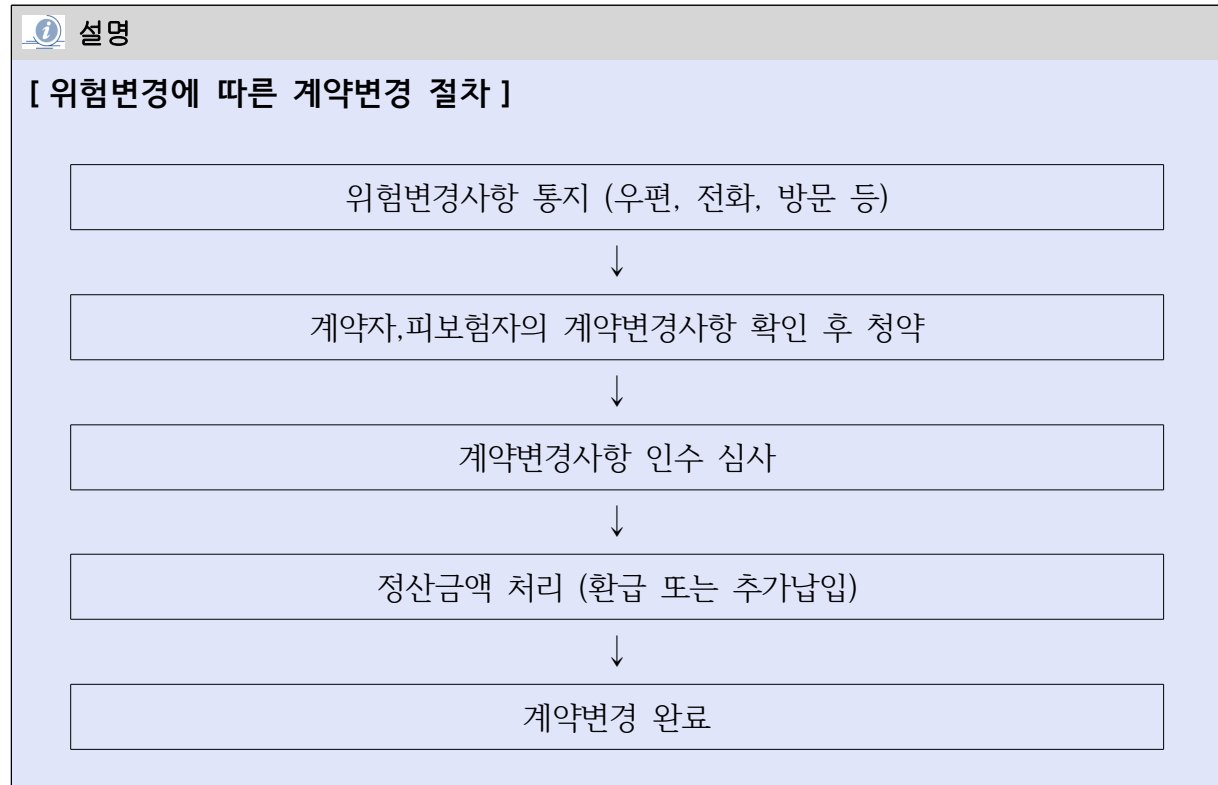 설명
[ 위험변경에 따른 계약변경 절차 ]
위험변경사항 통지 (우편, 전화, 방문 등)
↓
계약자,피보험자의 계약변경사항 확인 후 청약
↓
계약변경사항 인수 심사
↓
정산금액 처리 (환급 또는 추가납입)
↓
계약변경 완료